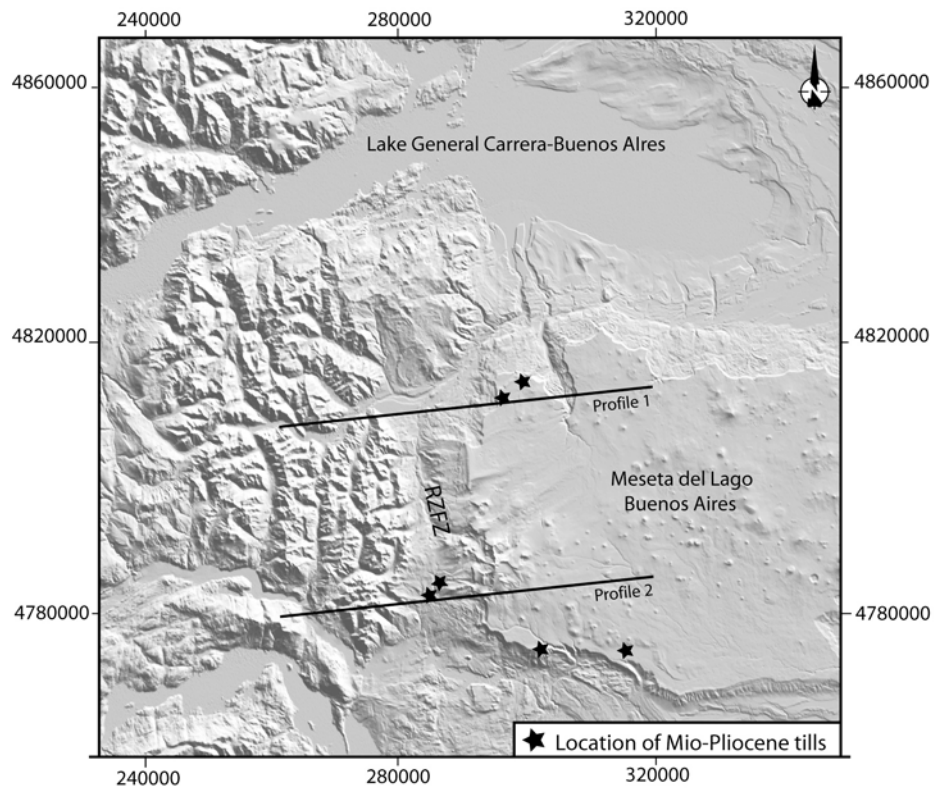 240000 280000 320000
4860000 4860000
N
Lake General Carrera-Buenos AIres
4820000 4820000
Profile 1
Meseta del Lago
Buenos Aires
RZFZ
Profile 2
4780000 4780000
Location of Mio-Pliocene tills
240000 280000 320000